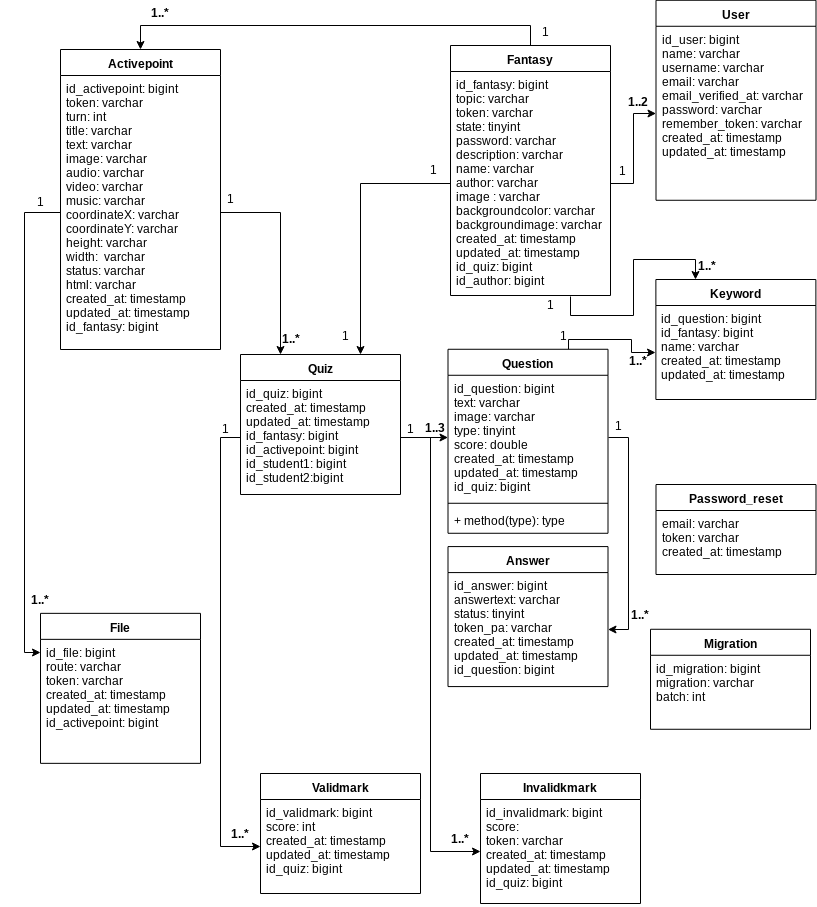 1..*
1
Activepoint
id_activepoint: bigint
token: varchar
turn: int
title: varchar
text: varchar
image: varchar
audio: varchar
video: varchar
music: varchar
coordinateX: varchar
coordinateY: varchar
height: varchar
width:  varchar
status: varchar
html: varchar
created_at: timestamp
updated_at: timestamp
id_fantasy: bigint
1
1
1..*
1..*
Fantasy
id_fantasy: bigint
topic: varchar
token: varchar
state: tinyint
password: varchar
description: varchar
name: varchar
author: varchar
image : varchar
backgroundcolor: varchar
backgroundimage: varchar
created_at: timestamp
updated_at: timestamp
id_quiz: bigint
id_author: bigint
1
1
1
1
1..2
User
id_user: bigint
name: varchar
username: varchar
email: varchar
email_verified_at: varchar
password: varchar
remember_token: varchar
created_at: timestamp
updated_at: timestamp
1..*
Keyword
id_question: bigint
id_fantasy: bigint
name: varchar
created_at: timestamp
updated_at: timestamp
Quiz
id_quiz: bigint
created_at: timestamp
updated_at: timestamp
id_fantasy: bigint
id_activepoint: bigint
id_student1: bigint
id_student2:bigint
1
1
1..3
1
1..*
Question
id_question: bigint
text: varchar
image: varchar
type: tinyint
score: double
created_at: timestamp
updated_at: timestamp
id_quiz: bigint
+ method(type): type
1
1..*
Answer
id_answer: bigint
answertext: varchar
status: tinyint
token_pa: varchar
created_at: timestamp
updated_at: timestamp
id_question: bigint
Password_reset
email: varchar
token: varchar
created_at: timestamp
Migration
id_migration: bigint
migration: varchar
batch: int
File
id_file: bigint
route: varchar
token: varchar
created_at: timestamp
updated_at: timestamp
id_activepoint: bigint
1..*
Validmark
id_validmark: bigint
score: int
created_at: timestamp
updated_at: timestamp
id_quiz: bigint
1..*
Invalidkmark
id_invalidmark: bigint
score:
token: varchar
created_at: timestamp
updated_at: timestamp
id_quiz: bigint